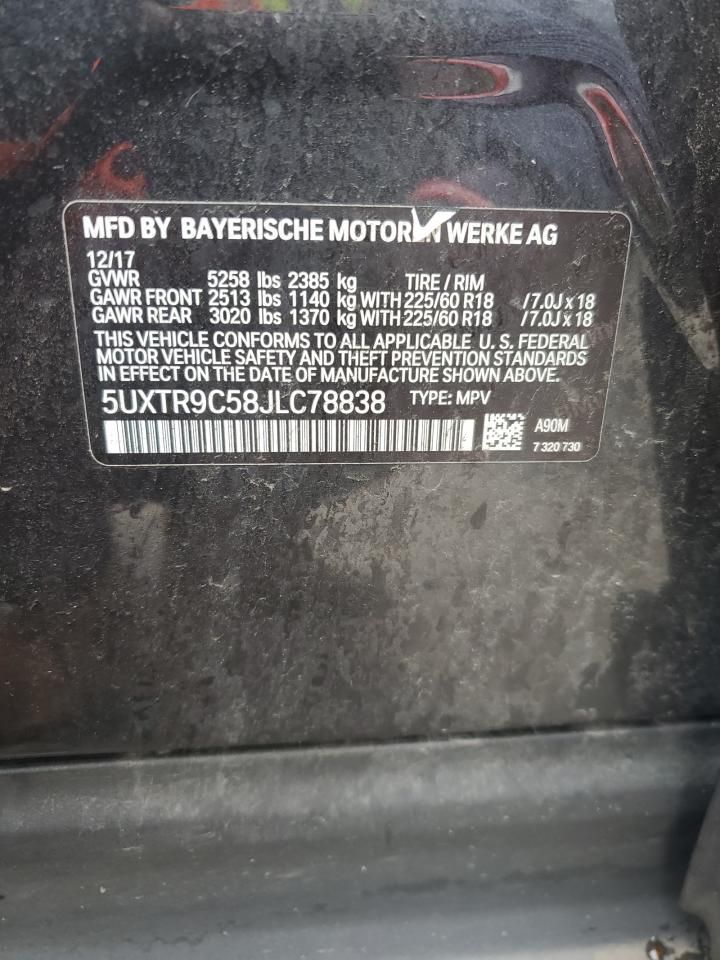 MFD BY BAYERISCHE MOTOREN WERKE AG
12/17
GVWR 5258 lbs 2385 kg TIRE / RIM
GAWR FRONT 2513 lbs 1140 kg WITH 225/60 R18 / 7.0J x 18
GAWR REAR 3020 lbs 1370 kg WITH 225/60 R18 / 7.0J x 18
THIS VEHICLE CONFORMS TO ALL APPLICABLE U. S. FEDERAL
MOTOR VEHICLE SAFETY AND THEFT PREVENTION STANDARDS
IN EFFECT ON THE DATE OF MANUFACTURE SHOWN ABOVE.
5UXTR9C58JLC78838 TYPE: MPV
A90M
7 320 730